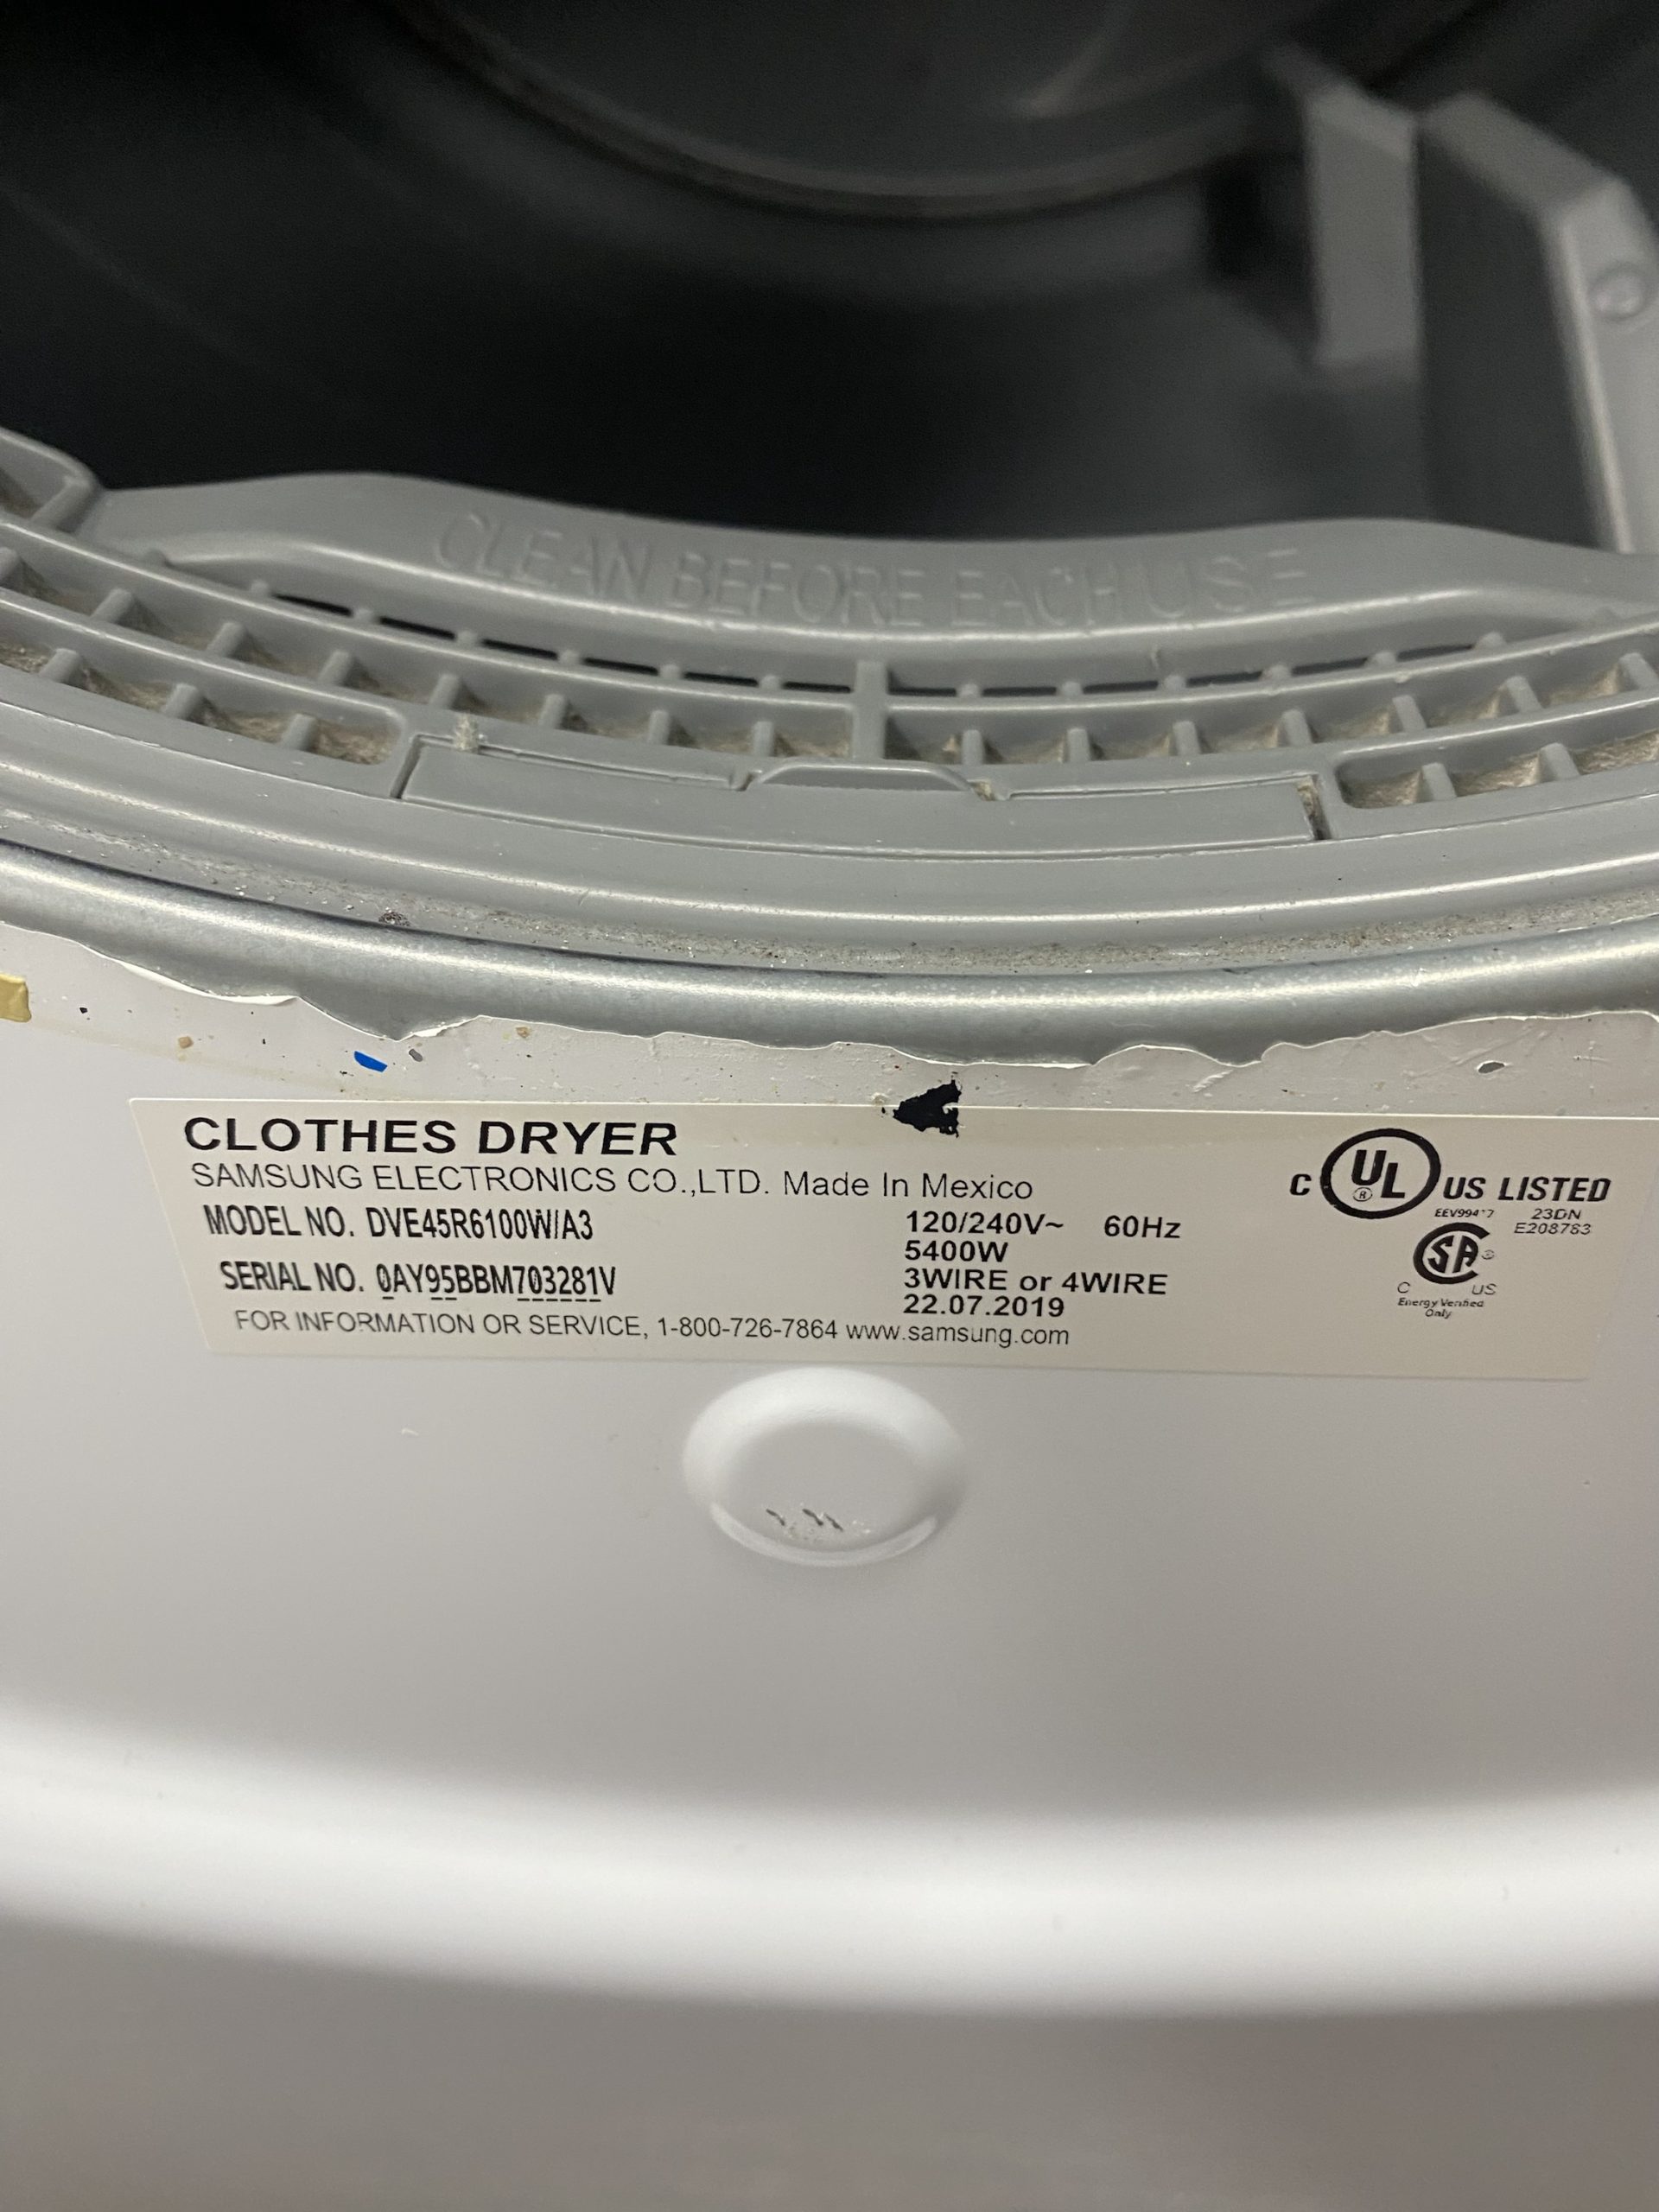 CLEAN BEFORE EACH USE
CLOTHES DRYER
SAMSUNG ELECTRONICS CO.,LTD. Made In Mexico
MODEL NO. DVE45R6100W/A3
SERIAL NO. 0AY95BBM703281V
120/240V~ 60Hz
5400W
3WIRE or 4WIRE
22.07.2019
FOR INFORMATION OR SERVICE, 1-800-726-7864 www.samsung.com
C UL ® US LISTED
23DN
E208763
SA ®
C US
Energy Verified
Only